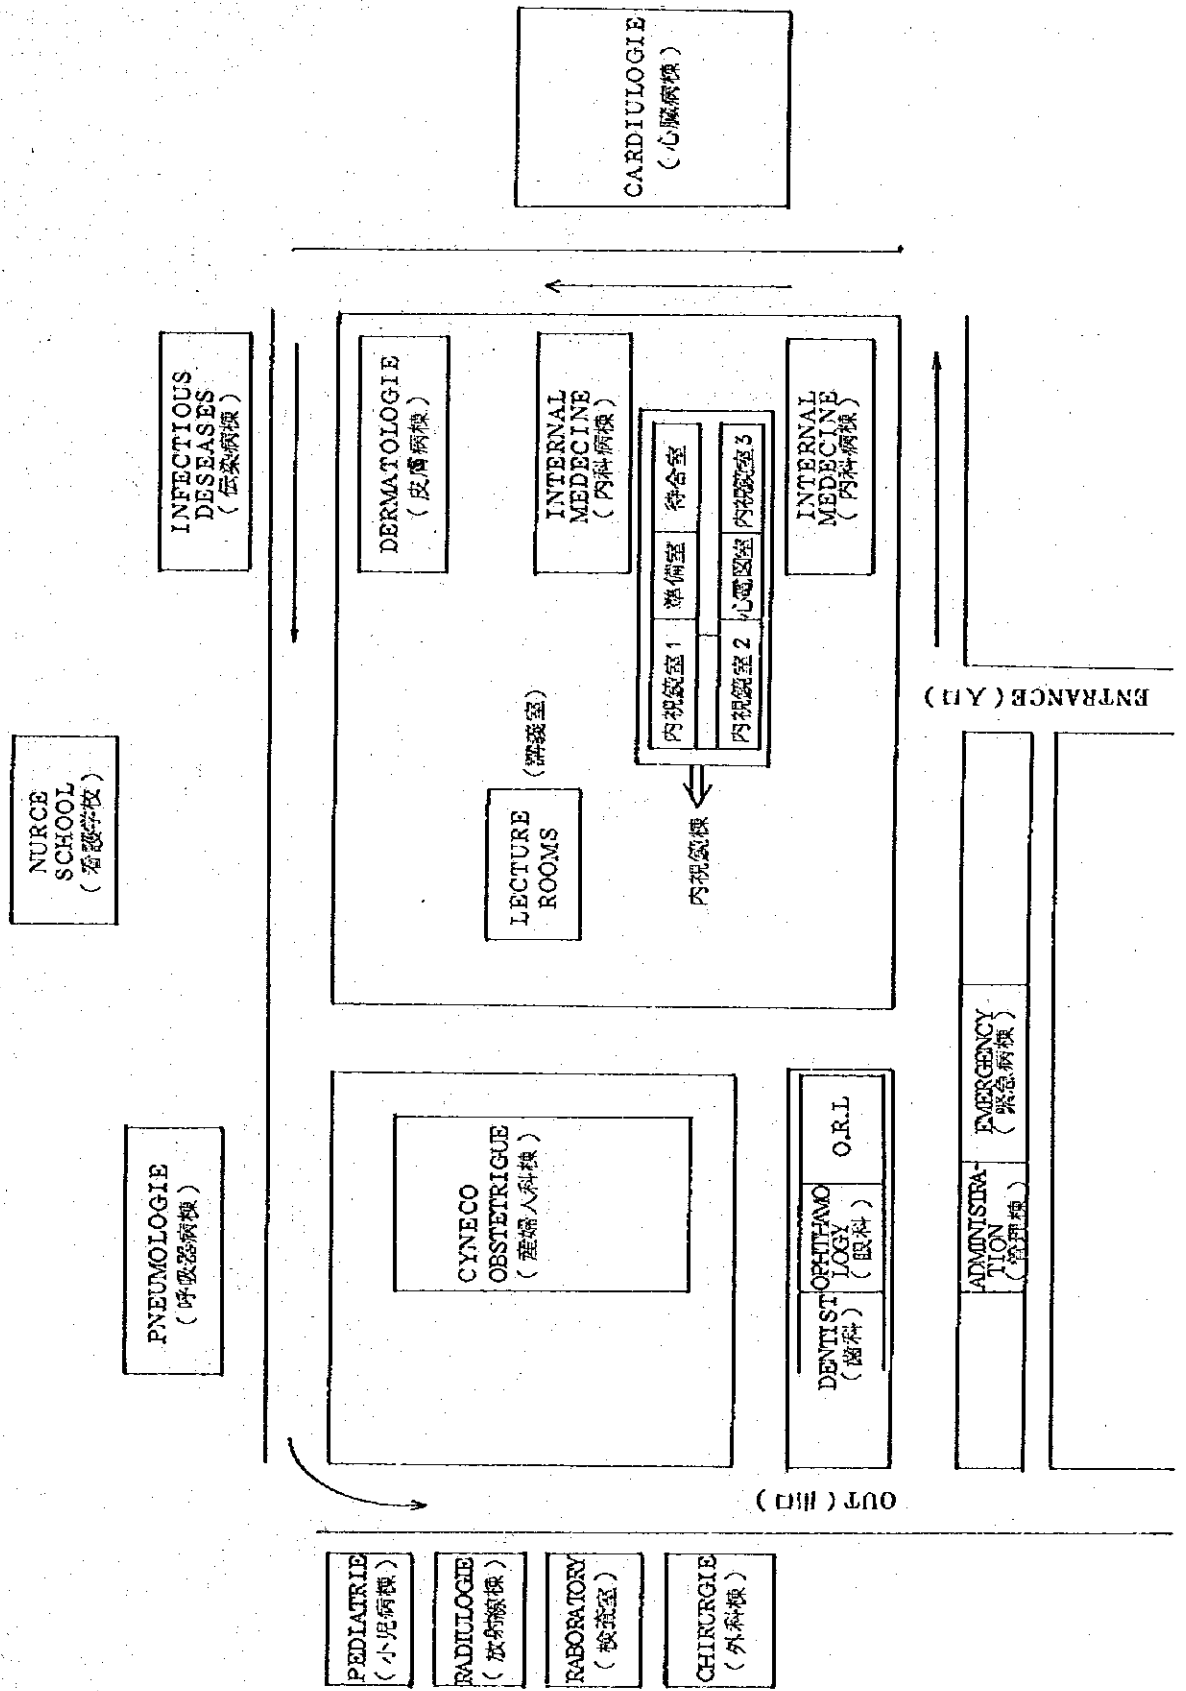 NURCE
SCHOOL
(看護学校)
PNEUMOLOGIE
(呼吸器病棟)
INFECTIOUS
DESEASES
(伝染病棟)
PEDIATRIE
(小児病棟)
RADIULOGIE
(放射線棟)
RABORATORY
(検査室)
CHIRURGIE
(外科棟)
CYNECO
OBSTETRIGUE
(産婦人科棟)
DENTIST
(歯科)
OPHTHAMO
LOGY
(眼科)
O.R.L
DERMATOLOGIE
(皮膚病棟)
LECTURE
ROOMS
(講義室)
INTERNAL
MEDECINE
(内科病棟)
内視鏡室1
準備室
待合室
内視鏡室2
心電図室
内視鏡室3
内視鏡棟
INTERNAL
MEDECINE
(内科病棟)
CARDIULOGIE
(心臓病棟)
OUT(出口)
ADMINISTRA-
TION
(管理棟)
EMERGENCY
(緊急病棟)
ENTRANCE(入口)